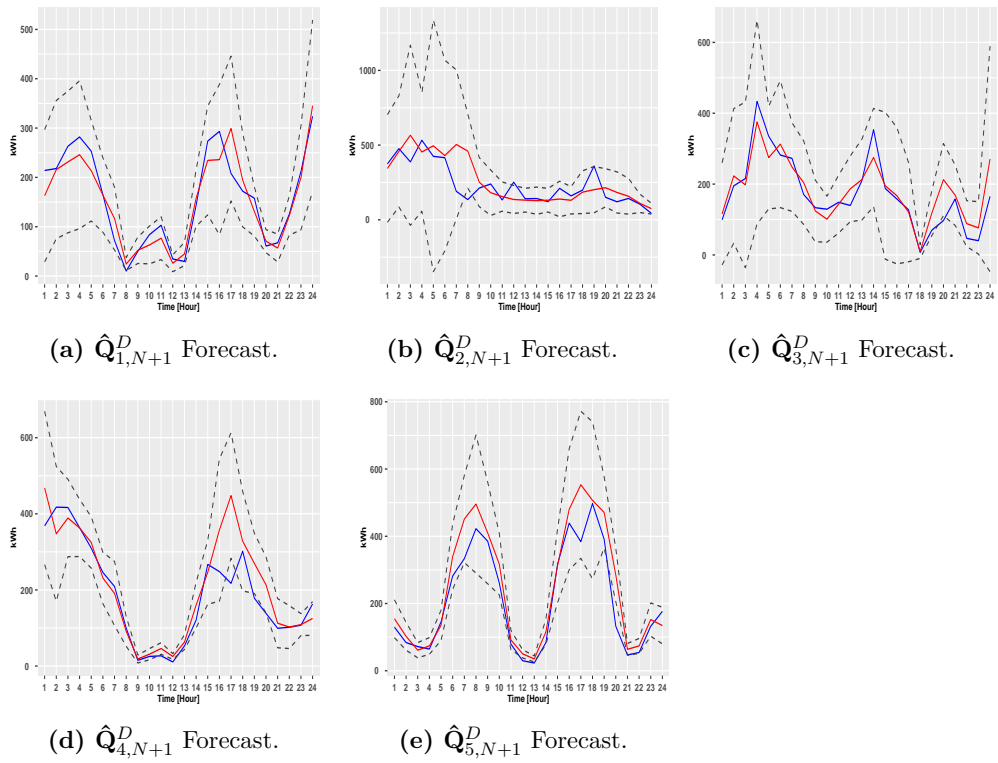 500
400
300
200
100
0
kWh
1 2 3 4 5 6 7 8 9 10 11 12 13 14 15 16 17 18 19 20 21 22 23 24
Time [Hour]
(a) Q̂^D_{1,N+1} Forecast.
1000
500
0
kWh
1 2 3 4 5 6 7 8 9 10 11 12 13 14 15 16 17 18 19 20 21 22 23 24
Time [Hour]
(b) Q̂^D_{2,N+1} Forecast.
600
400
200
0
kWh
1 2 3 4 5 6 7 8 9 10 11 12 13 14 15 16 17 18 19 20 21 22 23 24
Time [Hour]
(c) Q̂^D_{3,N+1} Forecast.
600
400
200
0
kWh
1 2 3 4 5 6 7 8 9 10 11 12 13 14 15 16 17 18 19 20 21 22 23 24
Time [Hour]
(d) Q̂^D_{4,N+1} Forecast.
800
600
400
200
0
kWh
1 2 3 4 5 6 7 8 9 10 11 12 13 14 15 16 17 18 19 20 21 22 23 24
Time [Hour]
(e) Q̂^D_{5,N+1} Forecast.